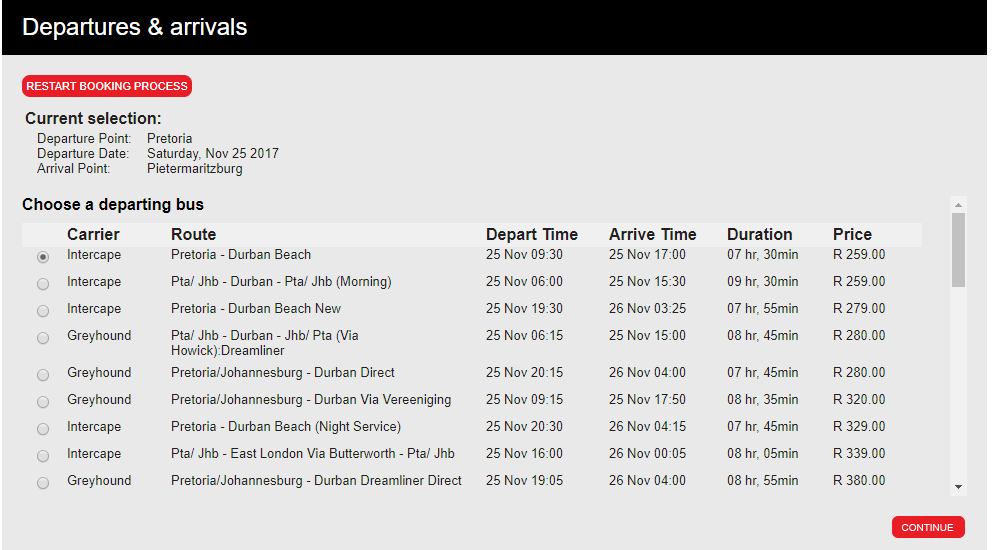 Departures & arrivals
RESTART BOOKING PROCESS
Current selection:
Departure Point: Pretoria
Departure Date: Saturday, Nov 25 2017
Arrival Point: Pietermaritzburg
Choose a departing bus
Carrier Route Depart Time Arrive Time Duration Price
Intercape Pretoria - Durban Beach 25 Nov 09:30 25 Nov 17:00 07 hr, 30min R 259.00
Intercape Pta/ Jhb - Durban - Pta/ Jhb (Morning) 25 Nov 06:00 25 Nov 15:30 09 hr, 30min R 259.00
Intercape Pretoria - Durban Beach New 25 Nov 19:30 26 Nov 03:25 07 hr, 55min R 279.00
Greyhound Pta/ Jhb - Durban - Jhb/ Pta (Via 25 Nov 06:15 25 Nov 15:00 08 hr, 45min R 280.00
Howick):Dreamliner
Greyhound Pretoria/Johannesburg - Durban Direct 25 Nov 20:15 26 Nov 04:00 07 hr, 45min R 280.00
Greyhound Pretoria/Johannesburg - Durban Via Vereeniging 25 Nov 09:15 25 Nov 17:50 08 hr, 35min R 320.00
Intercape Pretoria - Durban Beach (Night Service) 25 Nov 20:30 26 Nov 04:15 07 hr, 45min R 329.00
Intercape Pta/ Jhb - East London Via Butterworth - Pta/ Jhb 25 Nov 16:00 26 Nov 00:05 08 hr, 05min R 339.00
Greyhound Pretoria/Johannesburg - Durban Dreamliner Direct 25 Nov 19:05 26 Nov 04:00 08 hr, 55min R 380.00
CONTINUE